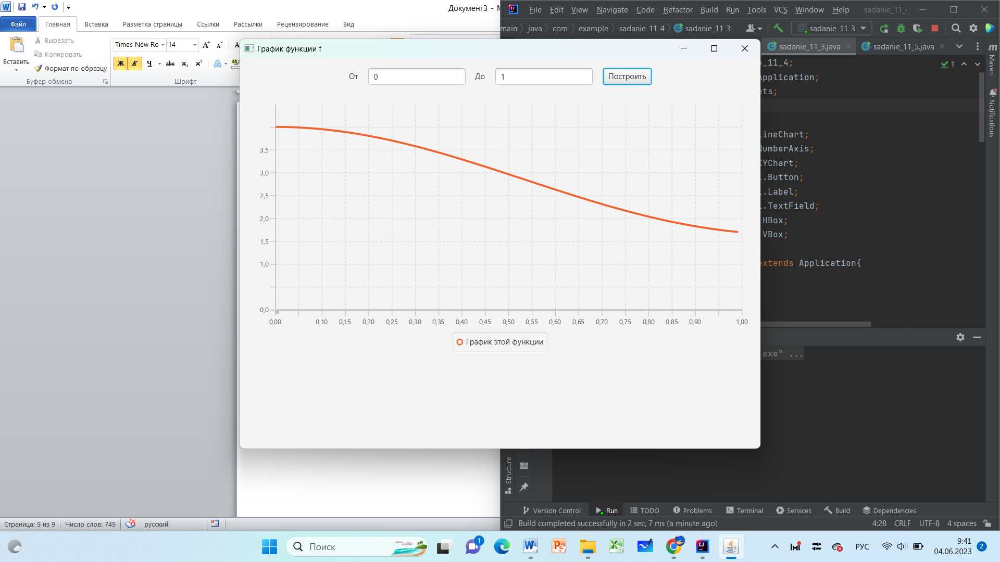 Документ3 - M
Файл Главная Вставка Разметка страницы Ссылки Рассылки Рецензирование Вид
Вставить
Вырезать
Копировать
Формат по образцу
Буфер обмена
Times New Ro 14
Ж К Ч abc x₂ x²
Шрифт
File Edit View Navigate Code Refactor Build Run Tools VCS Window Help sadanie_11_
main java com example sadanie_11_4 sadanie_11_3 sadanie_11_3
sadanie_11_3.java sadanie_11_5.java
Maven
Notifications
1
e_11_4;
Application;
ets;
LineChart;
NumberAxis;
XYChart;
l.Button;
l.Label;
l.TextField;
HBox;
VBox;
extends Application{
exe" ...
График функции f
От 0 До 1 Построить
3,5
3,0
2,5
2,0
1,5
1,0
0,0
0,00 0,10 0,15 0,20 0,25 0,30 0,35 0,40 0,45 0,50 0,55 0,60 0,65 0,70 0,75 0,80 0,85 0,90 1,00
График этой функции
Structure
Version Control Run TODO Problems Terminal Services Build Dependencies
Build completed successfully in 2 sec, 7 ms (a minute ago) 4:28 CRLF UTF-8 4 spaces
Страница: 9 из 9 Число слов: 749 русский
Поиск
1
РУС
9:41
04.06.2023
2